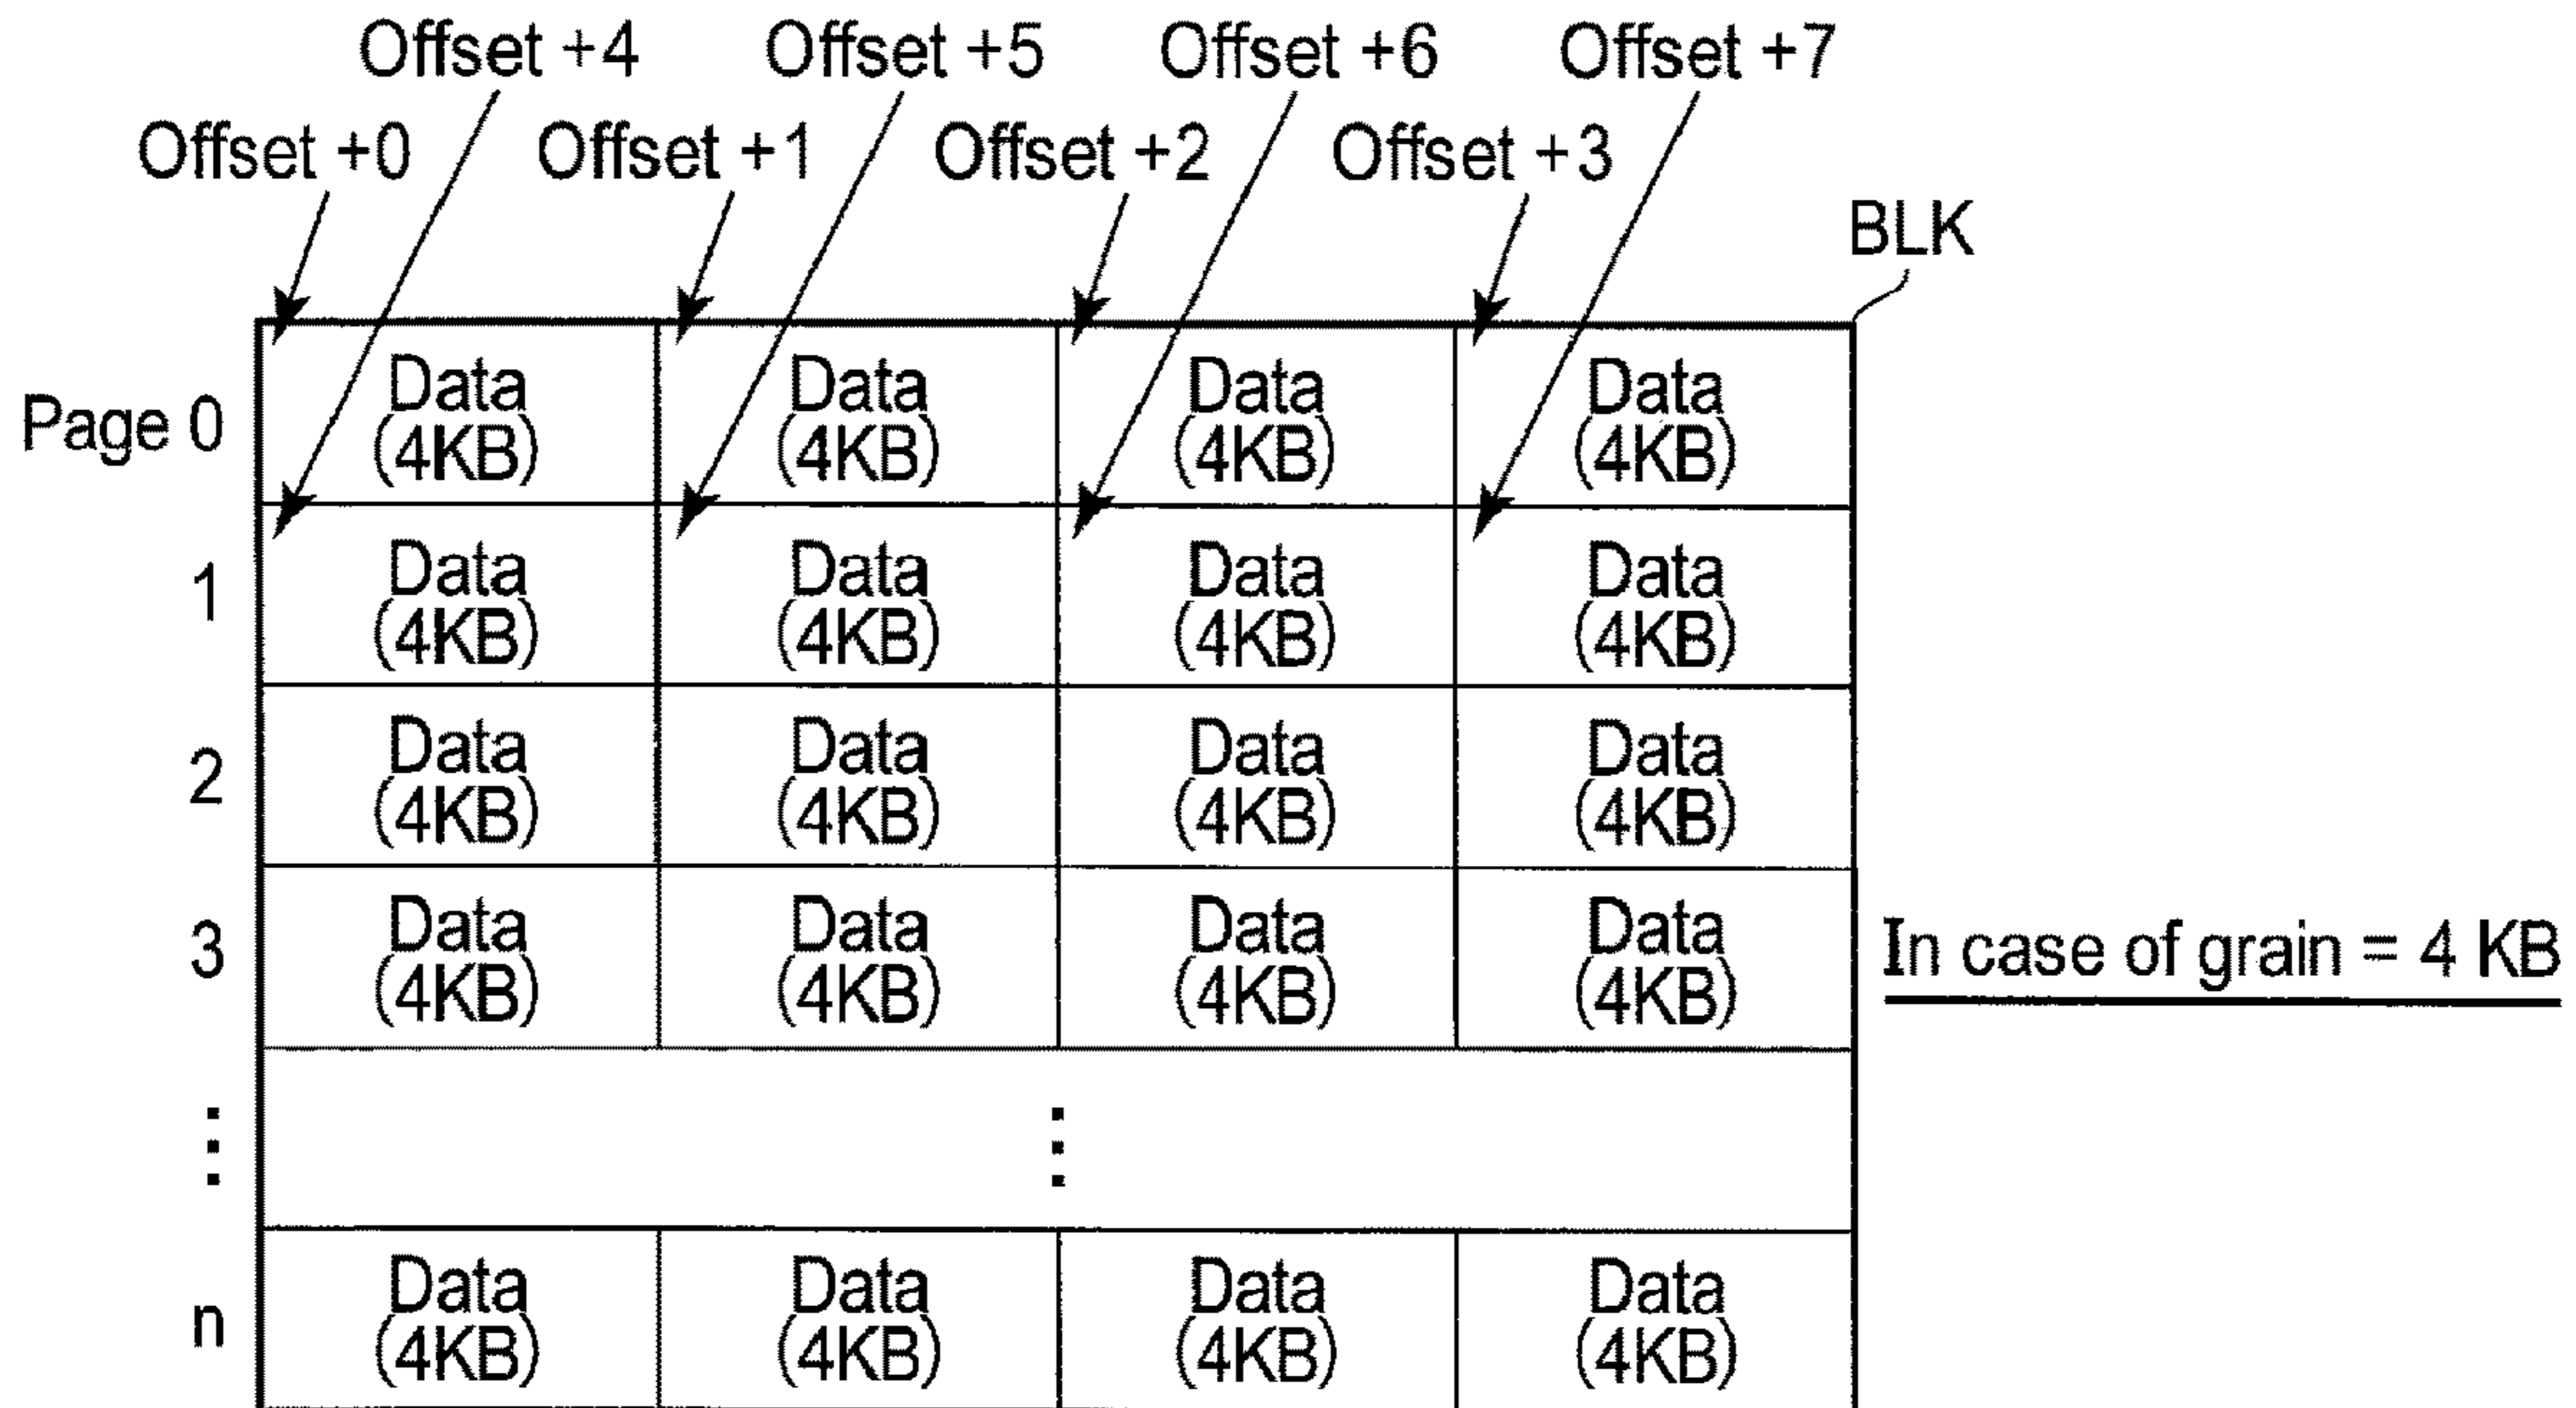 Offset +4 Offset +5 Offset +6 Offset +7
Offset +0 Offset +1 Offset +2 Offset +3
BLK
Page 0
Data Data Data Data
(4KB) (4KB) (4KB) (4KB)
1
Data Data Data Data
(4KB) (4KB) (4KB) (4KB)
2
Data Data Data Data
(4KB) (4KB) (4KB) (4KB)
3
Data Data Data Data
(4KB) (4KB) (4KB) (4KB)
In case of grain = 4 KB
n
Data Data Data Data
(4KB) (4KB) (4KB) (4KB)